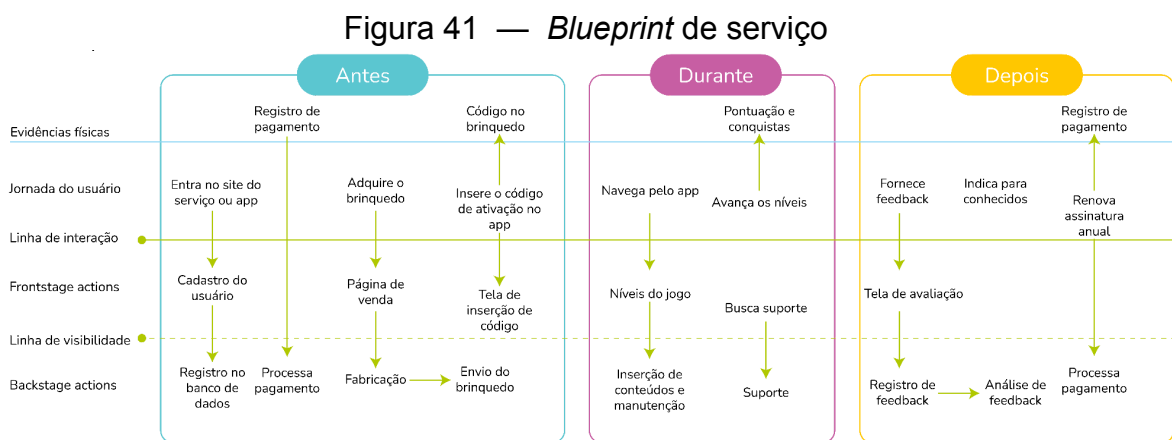 Figura 41 — Blueprint de serviço
Antes
Durante
Depois
Evidências físicas
Registro de
pagamento
Código no
brinquedo
Pontuação e
conquistas
Registro de
pagamento
Jornada do usuário
Entra no site do
serviço ou app
Adquire o
brinquedo
Insere o código
de ativação no
app
Navega pelo app
Avança os níveis
Fornece
feedback
Indica para
conhecidos
Renova
assinatura
anual
Linha de interação
Frontstage actions
Cadastro do
usuário
Página de
venda
Tela de
inserção de
código
Níveis do jogo
Busca suporte
Tela de avaliação
Linha de visibilidade
Backstage actions
Registro no
banco de
dados
Processa
pagamento
Fabricação
Envio do
brinquedo
Inserção de
conteúdos e
manutenção
Suporte
Registro de
feedback
Análise de
feedback
Processa
pagamento